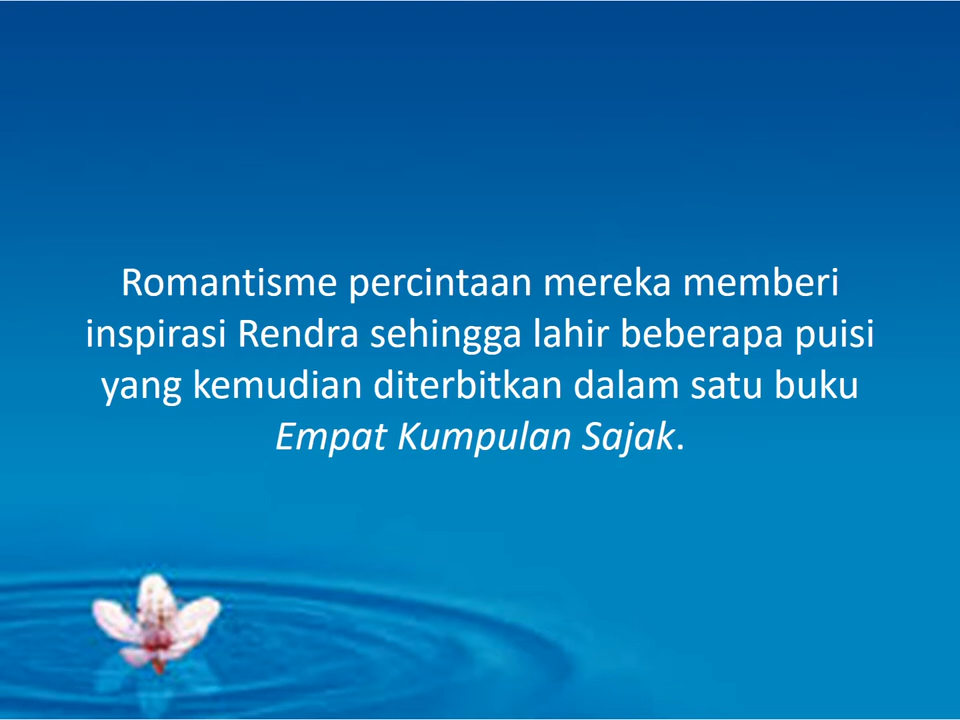 Romantisme percintaan mereka memberi
inspirasi Rendra sehingga lahir beberapa puisi
yang kemudian diterbitkan dalam satu buku
Empat Kumpulan Sajak.